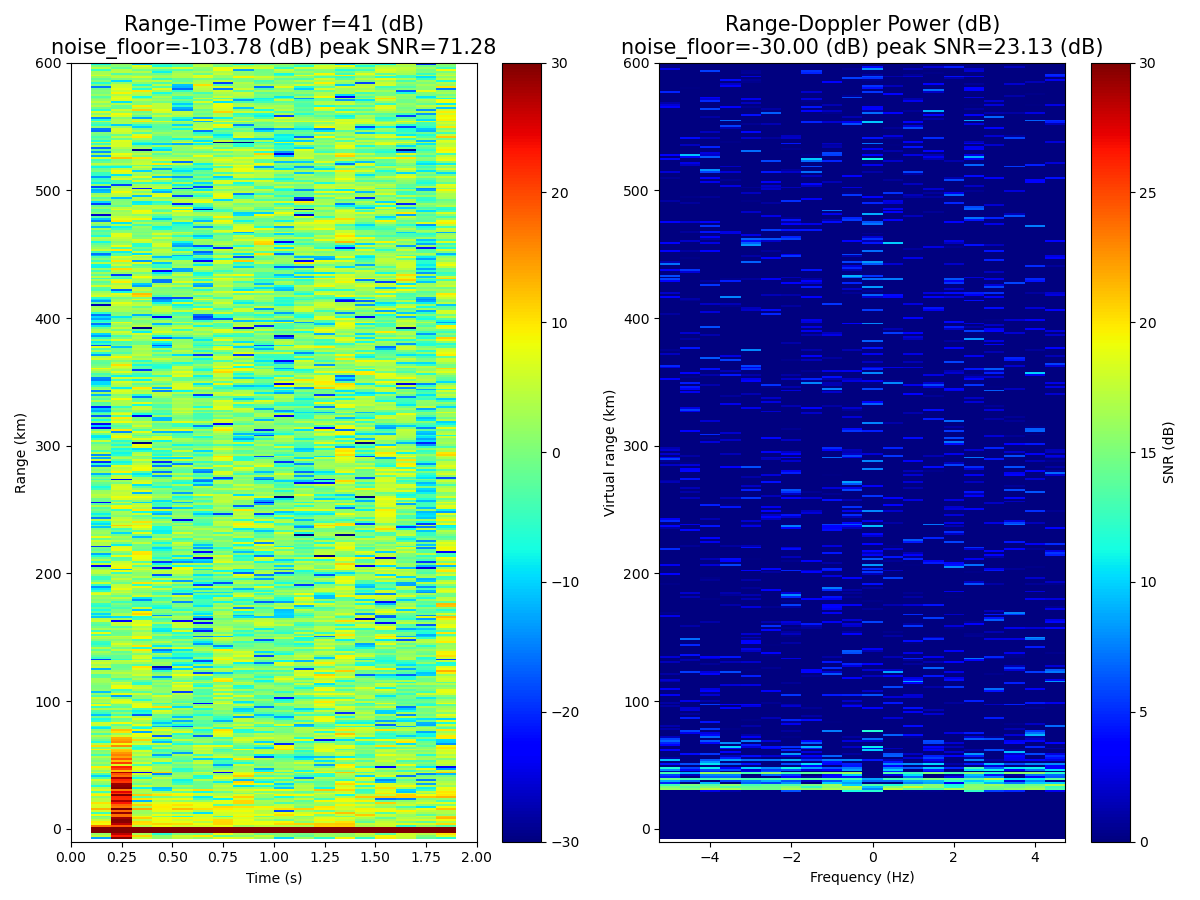 Range-Time Power f=41 (dB)
noise_floor=-103.78 (dB) peak SNR=71.28
600
500
400
300
200
100
0
Range (km)
0.00 0.25 0.50 0.75 1.00 1.25 1.50 1.75 2.00
Time (s)
30
20
10
0
−10
−20
−30
Range-Doppler Power (dB)
noise_floor=-30.00 (dB) peak SNR=23.13 (dB)
600
500
400
300
200
100
0
Virtual range (km)
−4 −2 0 2 4
Frequency (Hz)
30
25
20
15
10
5
0
SNR (dB)